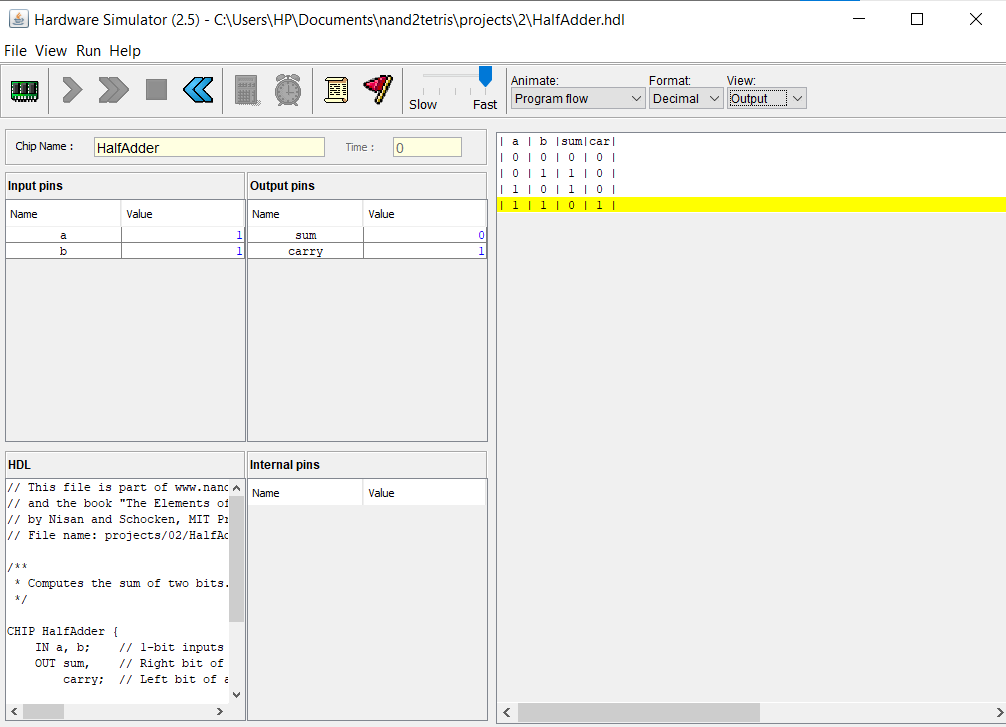 Hardware Simulator (2.5) - C:\Users\HP\Documents\nand2tetris\projects\2\HalfAdder.hdl
File View Run Help
Slow Fast
Animate: Format: View:
Program flow Decimal Output
Chip Name : HalfAdder Time : 0
Input pins
Name Value
a 1
b 1
Output pins
Name Value
sum 0
carry 1
HDL
// This file is part of www.nand
// and the book "The Elements of
// by Nisan and Schocken, MIT Pr
// File name: projects/02/HalfAd
/**
* Computes the sum of two bits.
*/
CHIP HalfAdder {
IN a, b;    // 1-bit inputs
OUT sum,    // Right bit of
carry;  // Left bit of a
Internal pins
Name Value
| a | b |sum|car|
| 0 | 0 | 0 | 0 |
| 0 | 1 | 1 | 0 |
| 1 | 0 | 1 | 0 |
| 1 | 1 | 0 | 1 |